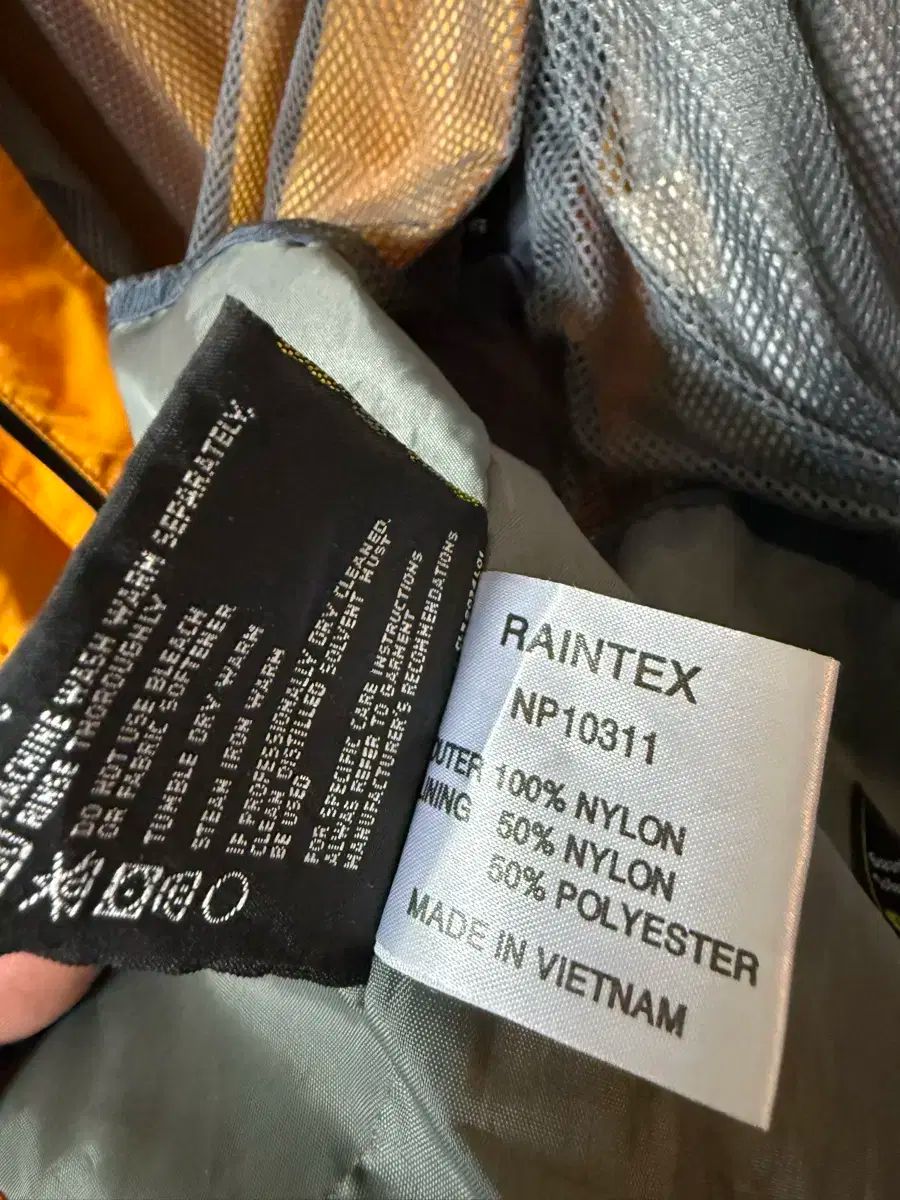 MACHINE WASH WARM SEPARATELY.
RINSE THOROUGHLY
DO NOT USE BLEACH
OR FABRIC SOFTENER
TUMBLE DRY WARM
STEAM IRON WARM
IF PROFESSIONALLY DRY CLEANED.
CLEAN DISTILLED SOLVENT MUST
BE USED
FOR SPECIFIC CARE INSTRUCTIONS
ALWAYS REFER TO GARMENT
MANUFACTURER'S RECOMMENDATIONS
RAINTEX
NP10311
OUTER 100% NYLON
LINING 50% NYLON
50% POLYESTER
MADE IN VIETNAM